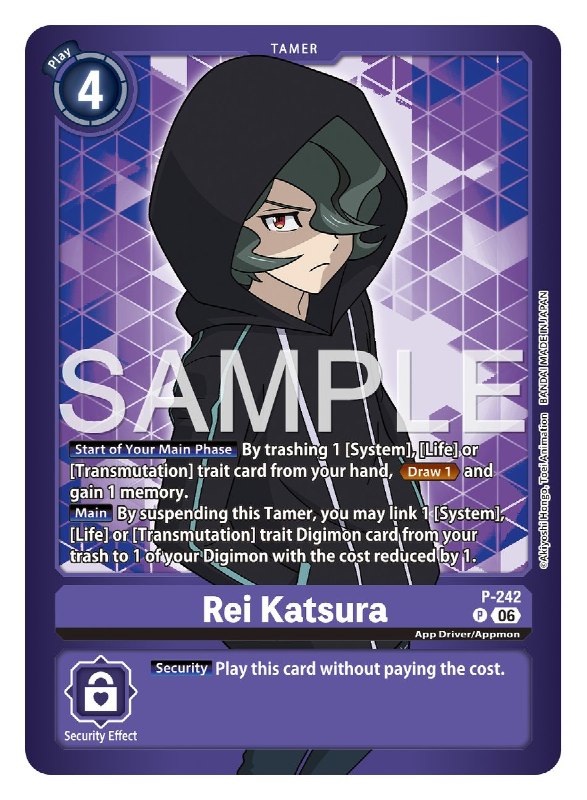 TAMER
Play
4
SAMPLE
Start of Your Main Phase By trashing 1 [System], [Life] or
[Transmutation] trait card from your hand, Draw 1 and
gain 1 memory.
Main By suspending this Tamer, you may link 1 [System],
[Life] or [Transmutation] trait Digimon card from your
trash to 1 of your Digimon with the cost reduced by 1.
©Akiyoshi Hongo, Toei Animation BANDAI MADE IN JAPAN
Rei Katsura
P-242
P 06
App Driver/Appmon
Security Play this card without paying the cost.
Security Effect